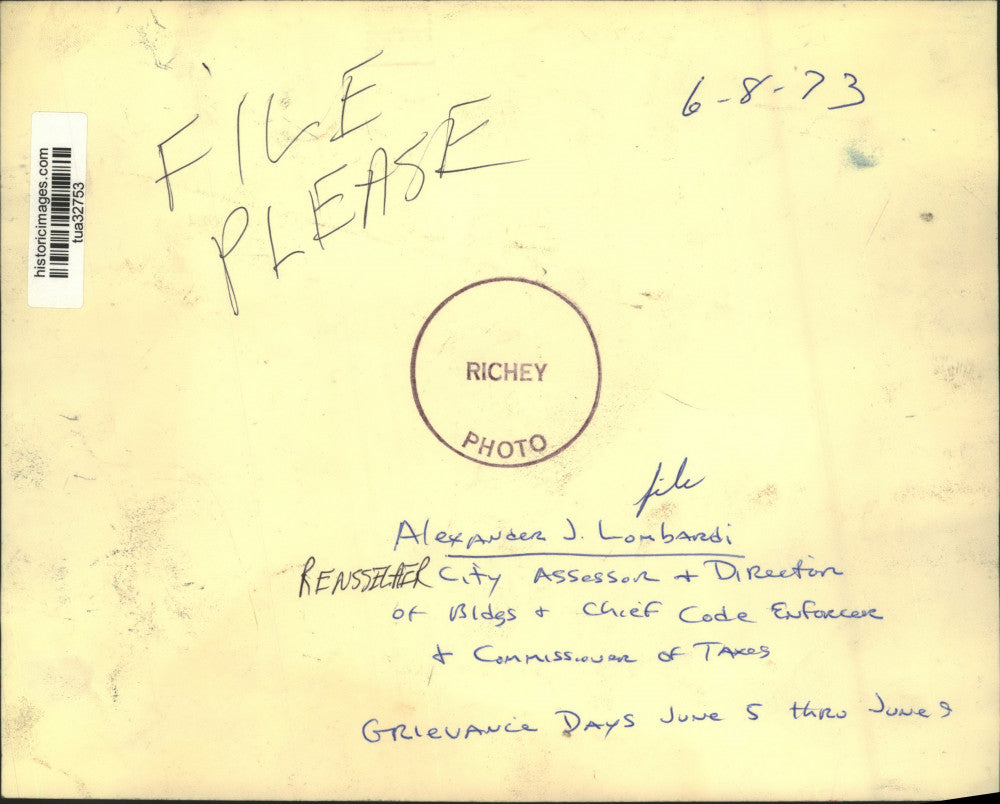 FILE
PLEASE
6-8-73
historicimages.com
tua32753
RICHEY
PHOTO
file
Alexander J. Lombardi
RENSSELAER City Assessor + Director
of Bldgs + Chief Code Enforcer
+ Commissioner of Taxes
Grievance Days June 5 thru June 9